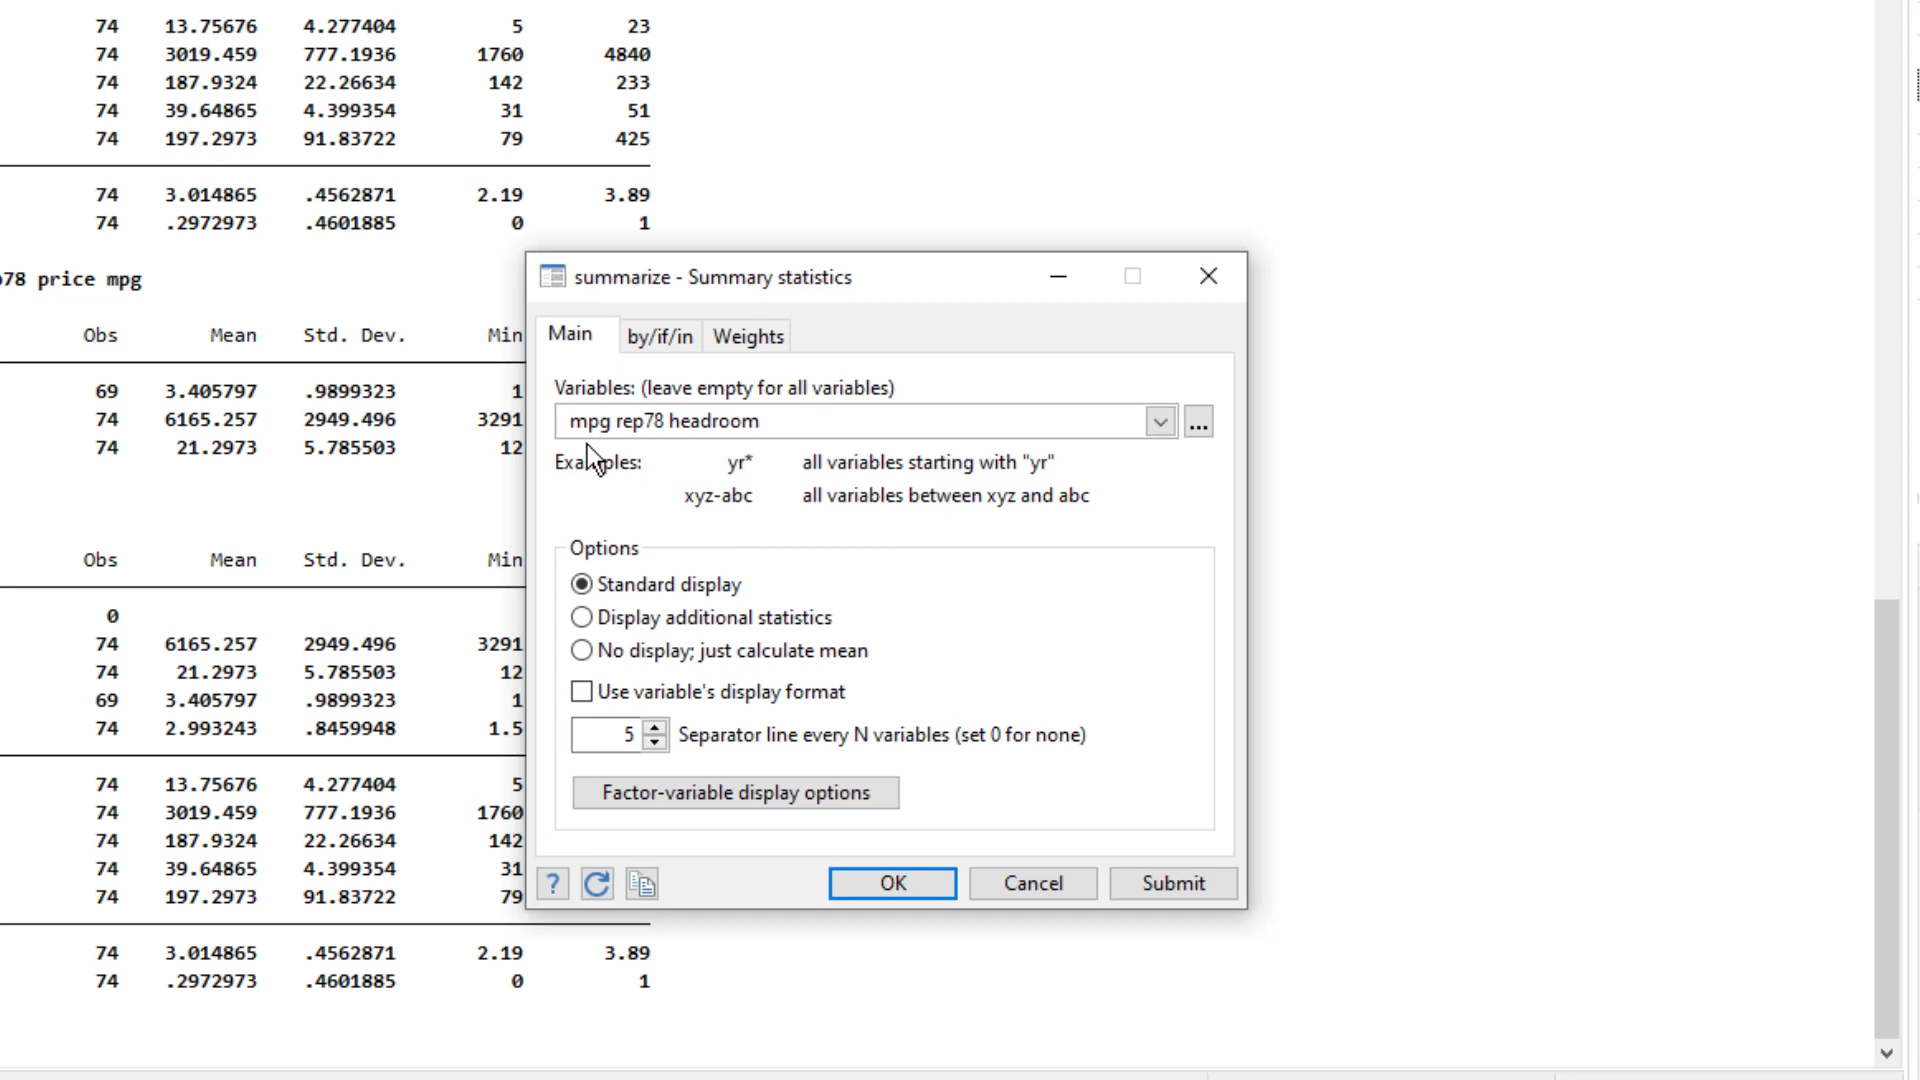 74 13.75676 4.277404 5 23
74 3019.459 777.1936 1760 4840
74 187.9324 22.26634 142 233
74 39.64865 4.399354 31 51
74 197.2973 91.83722 79 425
74 3.014865 .4562871 2.19 3.89
74 .2972973 .4601885 0 1
p78 price mpg
Obs Mean Std. Dev. Min
69 3.405797 .9899323 1
74 6165.257 2949.496 3291
74 21.2973 5.785503 12
Obs Mean Std. Dev. Min
0
74 6165.257 2949.496 3291
74 21.2973 5.785503 12
69 3.405797 .9899323 1
74 2.993243 .8459948 1.5
74 13.75676 4.277404 5
74 3019.459 777.1936 1760
74 187.9324 22.26634 142
74 39.64865 4.399354 31
74 197.2973 91.83722 79
74 3.014865 .4562871 2.19 3.89
74 .2972973 .4601885 0 1
summarize - Summary statistics
Main by/if/in Weights
Variables: (leave empty for all variables)
mpg rep78 headroom ...
Examples: yr* all variables starting with "yr"
xyz-abc all variables between xyz and abc
Options
Standard display
Display additional statistics
No display; just calculate mean
Use variable's display format
5 Separator line every N variables (set 0 for none)
Factor-variable display options
? OK Cancel Submit